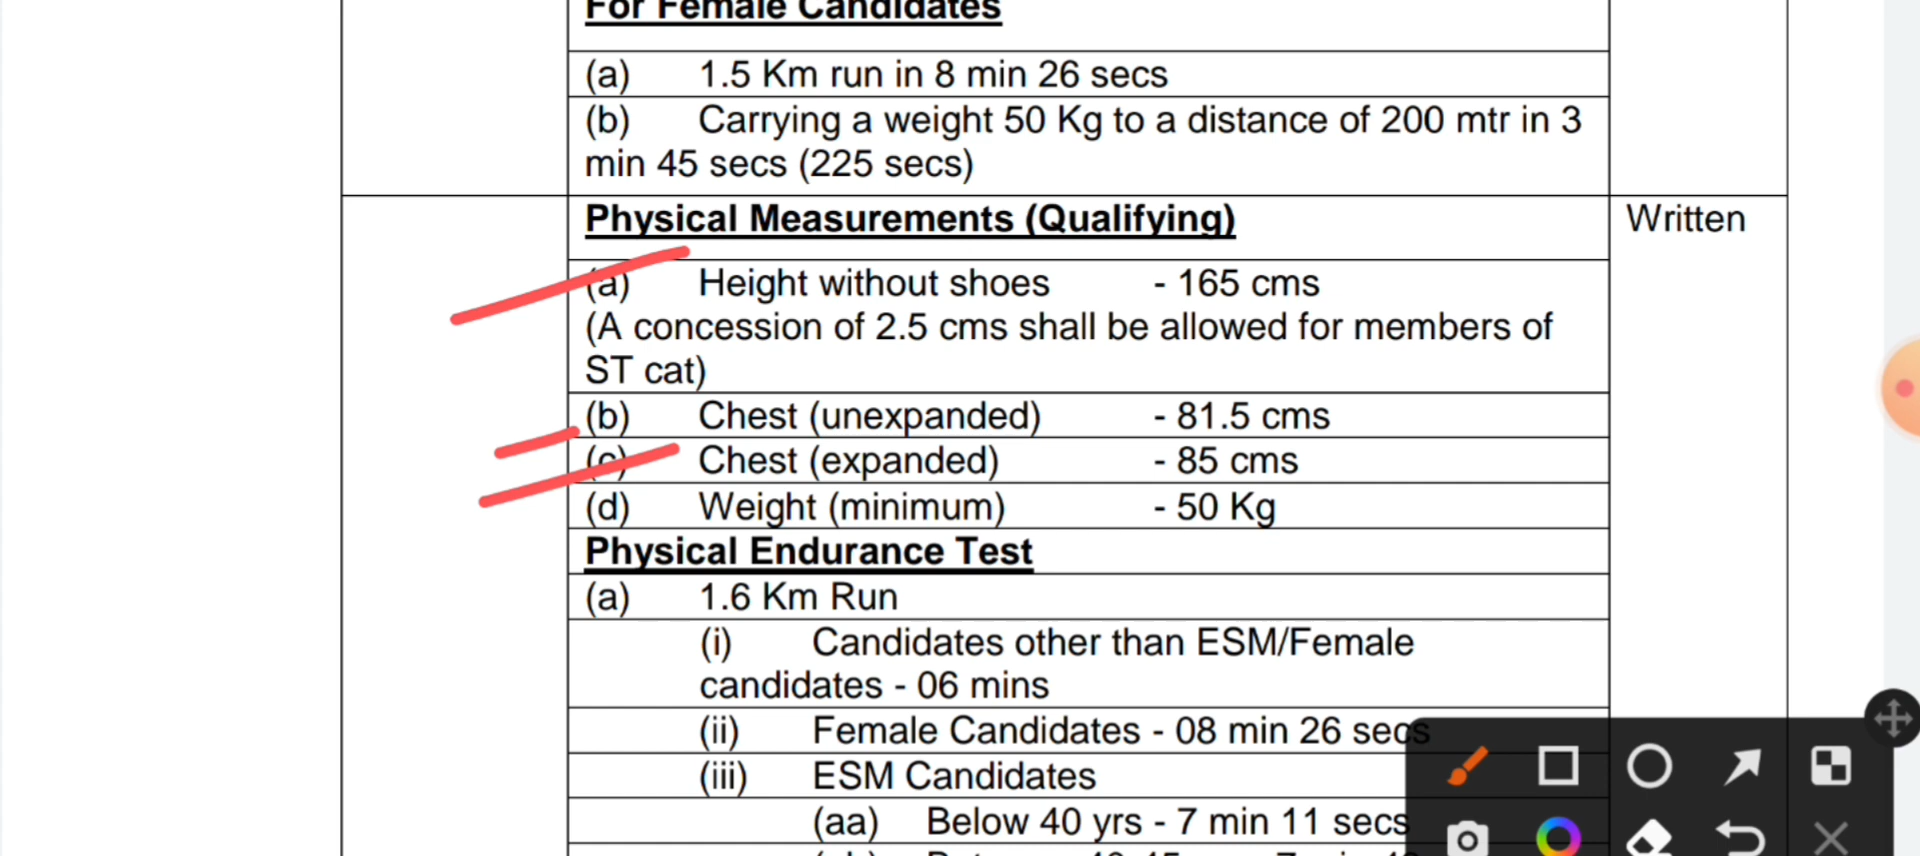 For Female Candidates
(a) 1.5 Km run in 8 min 26 secs
(b) Carrying a weight 50 Kg to a distance of 200 mtr in 3
min 45 secs (225 secs)
Physical Measurements (Qualifying)
Written
(a) Height without shoes - 165 cms
(A concession of 2.5 cms shall be allowed for members of
ST cat)
(b) Chest (unexpanded) - 81.5 cms
(c) Chest (expanded) - 85 cms
(d) Weight (minimum) - 50 Kg
Physical Endurance Test
(a) 1.6 Km Run
(i) Candidates other than ESM/Female
candidates - 06 mins
(ii) Female Candidates - 08 min 26 secs
(iii) ESM Candidates
(aa) Below 40 yrs - 7 min 11 secs